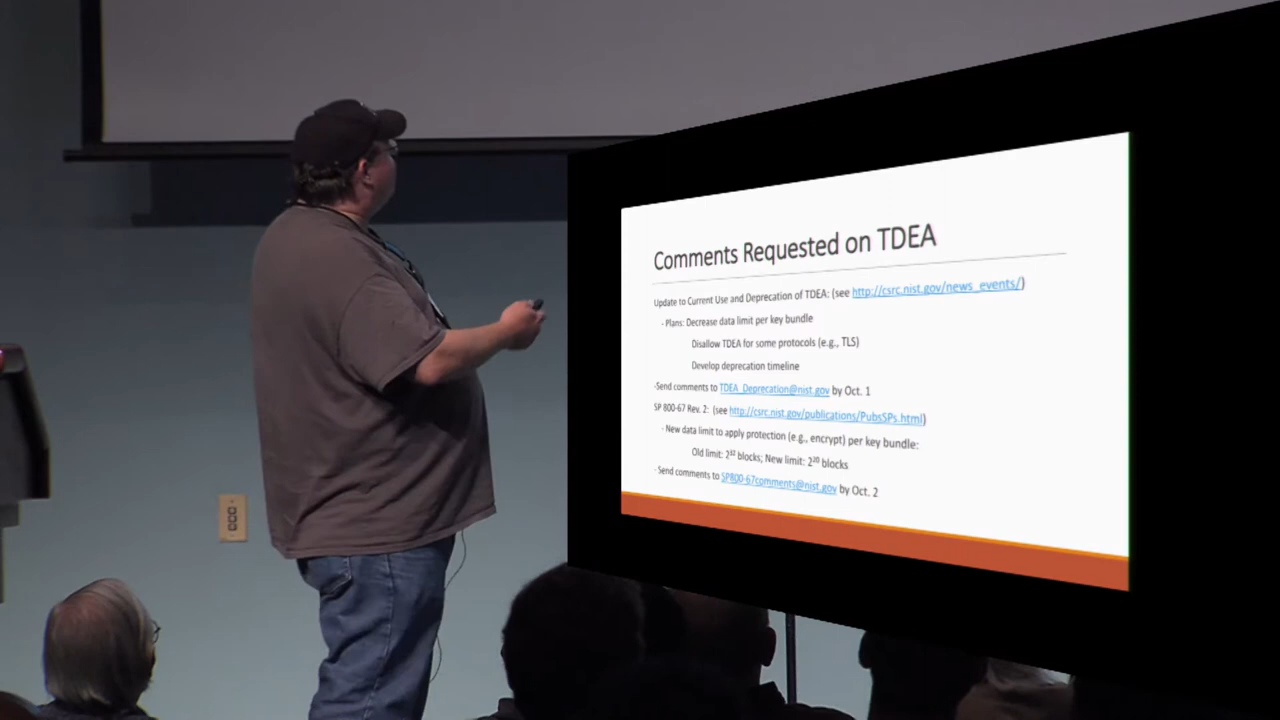 Comments Requested on TDEA
Update to Current Use and Deprecation of TDEA: (see http://csrc.nist.gov/news_events/)
- Plans: Decrease data limit per key bundle
Disallow TDEA for some protocols (e.g., TLS)
Develop deprecation timeline
-Send comments to TDEA_Deprecation@nist.gov by Oct. 1
SP 800-67 Rev. 2: (see http://csrc.nist.gov/publications/PubsSPs.html)
- New data limit to apply protection (e.g., encrypt) per key bundle:
Old limit: 2³² blocks; New limit: 2²⁰ blocks
- Send comments to SP800-67comments@nist.gov by Oct. 2